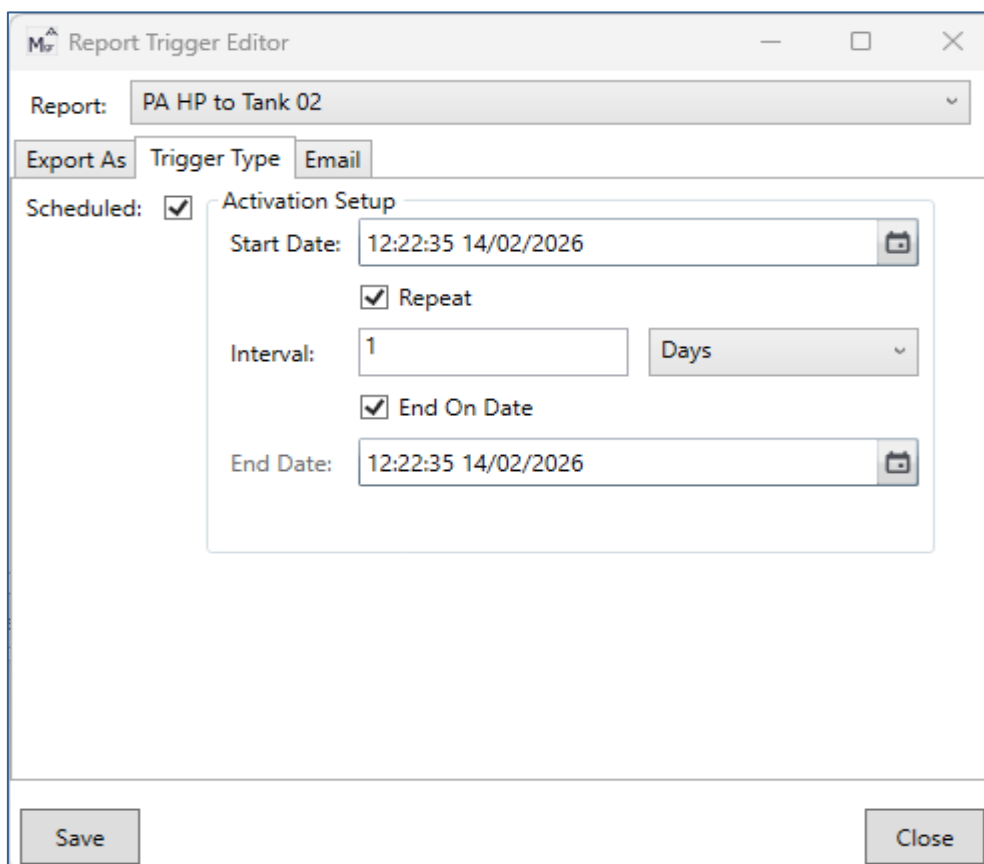 Report Trigger Editor
Report: PA HP to Tank 02
Export As Trigger Type Email
Scheduled: Activation Setup
Start Date: 12:22:35 14/02/2026
Repeat
Interval: 1 Days
End On Date
End Date: 12:22:35 14/02/2026
Save Close